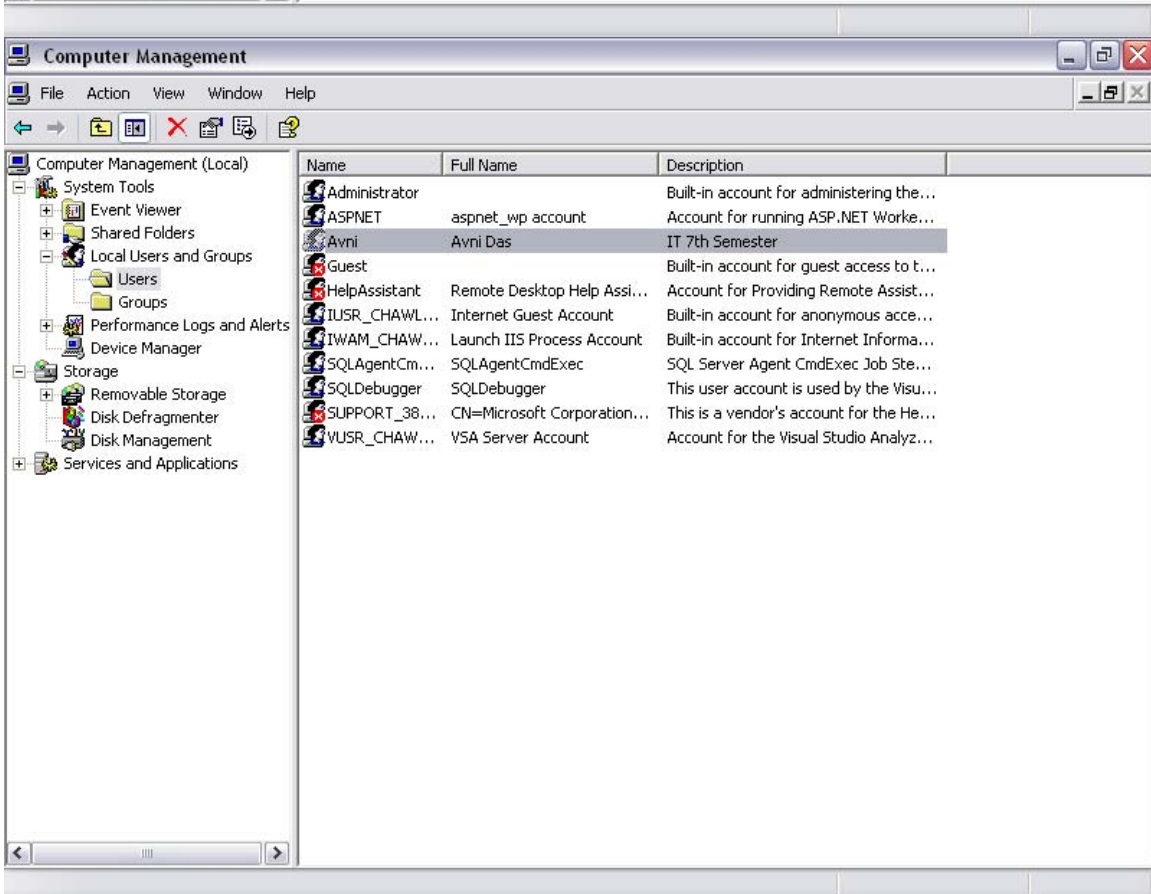 Computer Management
File Action View Window Help
Computer Management (Local)
System Tools
Event Viewer
Shared Folders
Local Users and Groups
Users
Groups
Performance Logs and Alerts
Device Manager
Storage
Removable Storage
Disk Defragmenter
Disk Management
Services and Applications
Name Full Name Description
Administrator Built-in account for administering the...
ASPNET aspnet_wp account Account for running ASP.NET Worke...
Avni Avni Das IT 7th Semester
Guest Built-in account for guest access to t...
HelpAssistant Remote Desktop Help Assi... Account for Providing Remote Assist...
IUSR_CHAWL... Internet Guest Account Built-in account for anonymous acce...
IWAM_CHAW... Launch IIS Process Account Built-in account for Internet Informa...
SQLAgentCm... SQLAgentCmdExec SQL Server Agent CmdExec Job Ste...
SQLDebugger SQLDebugger This user account is used by the Visu...
SUPPORT_38... CN=Microsoft Corporation... This is a vendor's account for the He...
VUSR_CHAW... VSA Server Account Account for the Visual Studio Analyz...